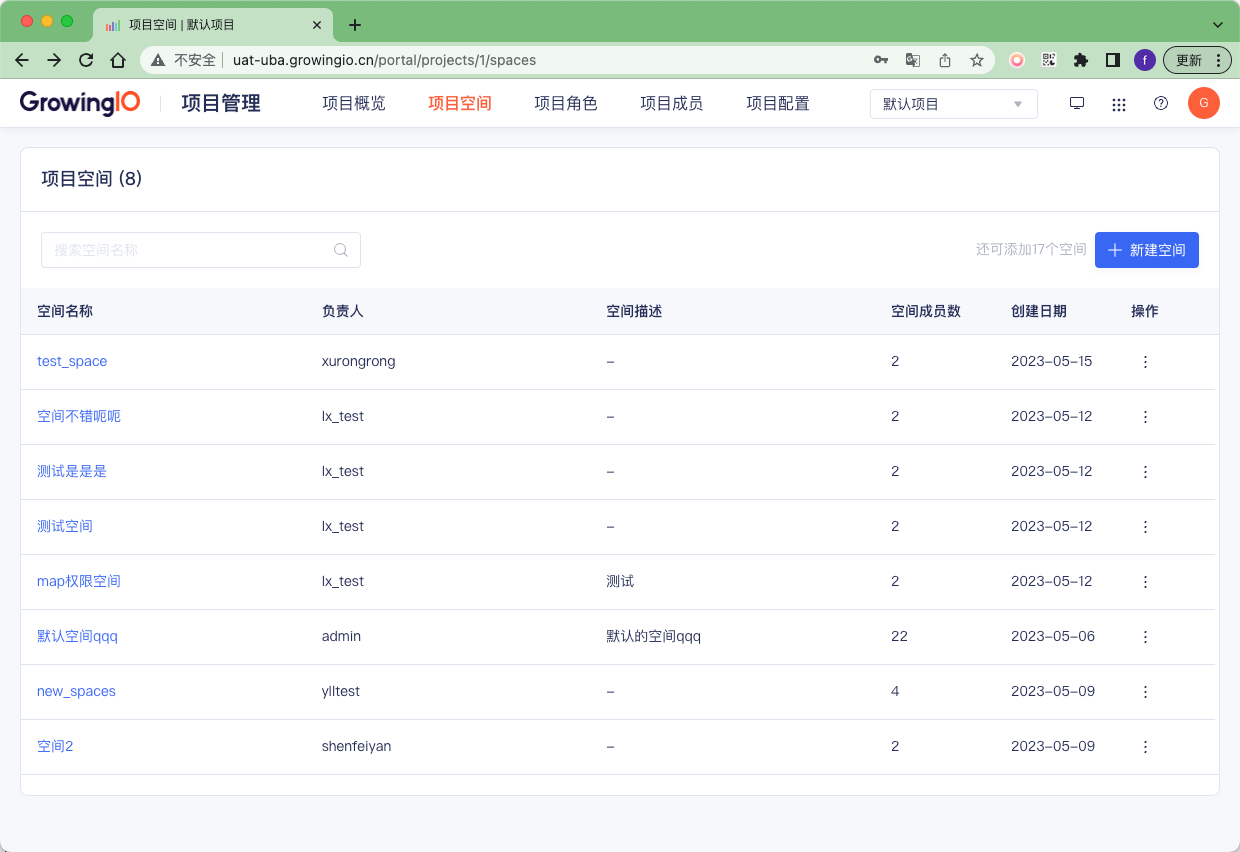 项目空间 | 默认项目
不安全 uat-uba.growingio.cn/portal/projects/1/spaces f 更新
GrowingIO 项目管理 项目概览 项目空间 项目角色 项目成员 项目配置 默认项目 G
项目空间 (8)
搜索空间名称 还可添加17个空间 新建空间
空间名称 负责人 空间描述 空间成员数 创建日期 操作
test_space xurongrong – 2 2023–05–15
空间不错呃呃 lx_test – 2 2023–05–12
测试是是是 lx_test – 2 2023–05–12
测试空间 lx_test – 2 2023–05–12
map权限空间 lx_test 测试 2 2023–05–12
默认空间qqq admin 默认的空间qqq 22 2023–05–06
new_spaces ylltest – 4 2023–05–09
空间2 shenfeiyan – 2 2023–05–09